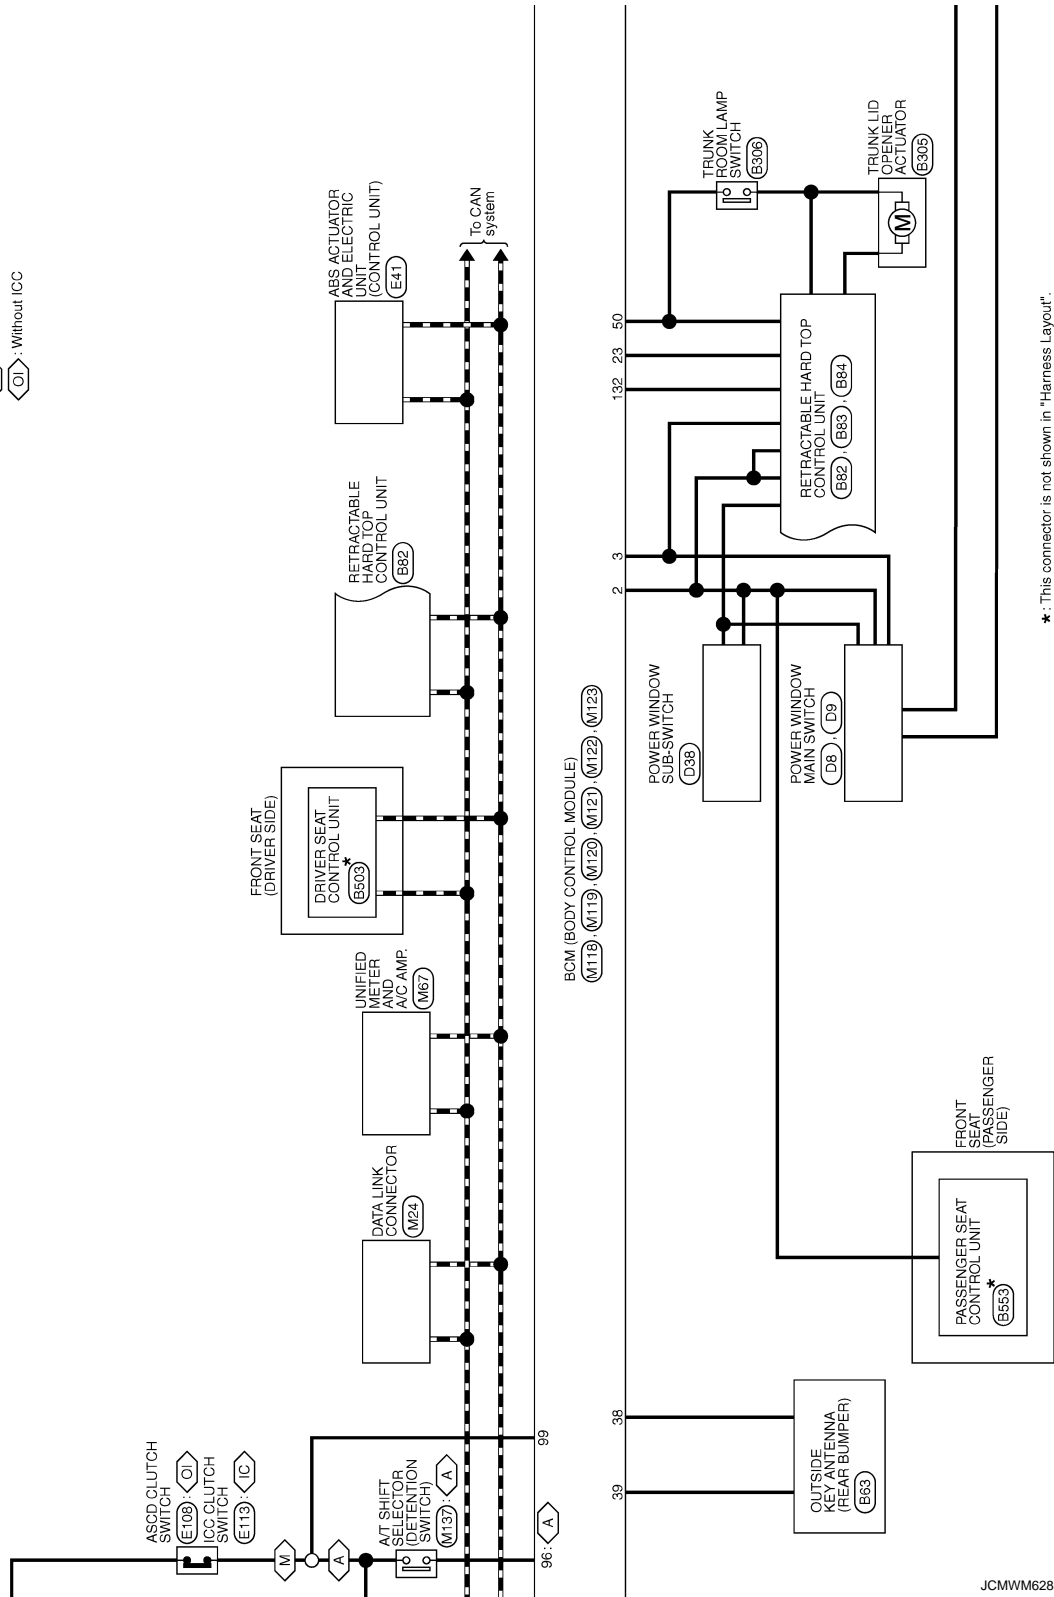 OI : Without ICC
ABS ACTUATOR
AND ELECTRIC
UNIT
(CONTROL UNIT)
E41
To CAN
system
RETRACTABLE
HARD TOP
CONTROL UNIT
B82
FRONT SEAT
(DRIVER SIDE)
DRIVER SEAT
CONTROL UNIT
*
B503
UNIFIED
METER
AND
A/C AMP.
M67
DATA LINK
CONNECTOR
M24
ASCD CLUTCH
SWITCH
E108 : OI
ICC CLUTCH
SWITCH
E113 : IC
M
A
A/T SHIFT
SELECTOR
(DETENTION
SWITCH)
M137 : A
99
96 : A
BCM (BODY CONTROL MODULE)
M118 , M119 , M120 , M121 , M122 , M123
50
23
132
3
2
38
39
TRUNK
ROOM LAMP
SWITCH
B306
TRUNK LID
OPENER
ACTUATOR
B305
M
RETRACTABLE HARD TOP
CONTROL UNIT
B82 , B83 , B84
POWER WINDOW
SUB-SWITCH
D38
POWER WINDOW
MAIN SWITCH
D8 , D9
FRONT
SEAT
(PASSENGER
SIDE)
PASSENGER SEAT
CONTROL UNIT
*
B553
OUTSIDE
KEY ANTENNA
(REAR BUMPER)
B63
* : This connector is not shown in "Harness Layout".
JCMWM628